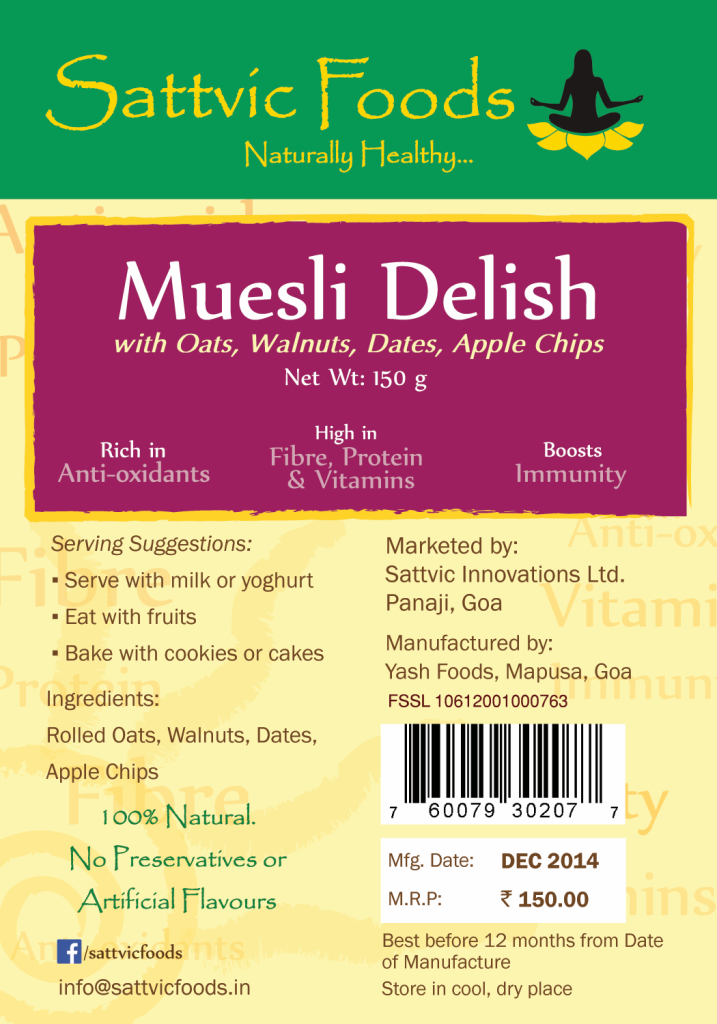 Sattvic Foods
Naturally Healthy...
Muesli Delish
with Oats, Walnuts, Dates, Apple Chips
Net Wt: 150 g
Rich in
Anti-oxidants
High in
Fibre, Protein
& Vitamins
Boosts
Immunity
Serving Suggestions:
▪ Serve with milk or yoghurt
▪ Eat with fruits
▪ Bake with cookies or cakes
Ingredients:
Rolled Oats, Walnuts, Dates,
Apple Chips
100% Natural.
No Preservatives or
Artificial Flavours
f/sattvicfoods
info@sattvicfoods.in
Marketed by:
Sattvic Innovations Ltd.
Panaji, Goa
Manufactured by:
Yash Foods, Mapusa, Goa
FSSL 10612001000763
7 60079 30207 7
Mfg. Date: DEC 2014
M.R.P: ₹ 150.00
Best before 12 months from Date
of Manufacture
Store in cool, dry place